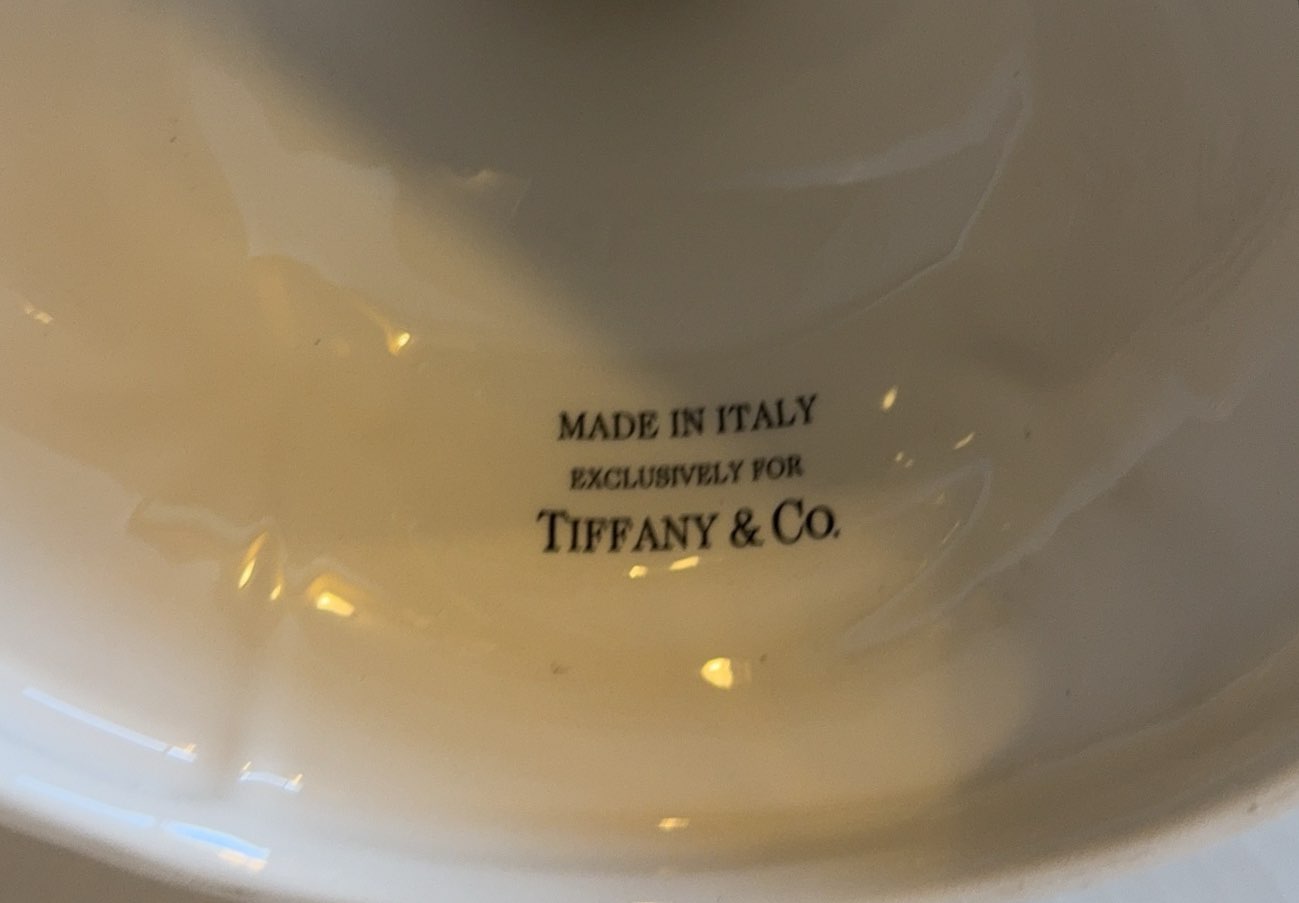 MADE IN ITALY
EXCLUSIVELY FOR
TIFFANY & CO.